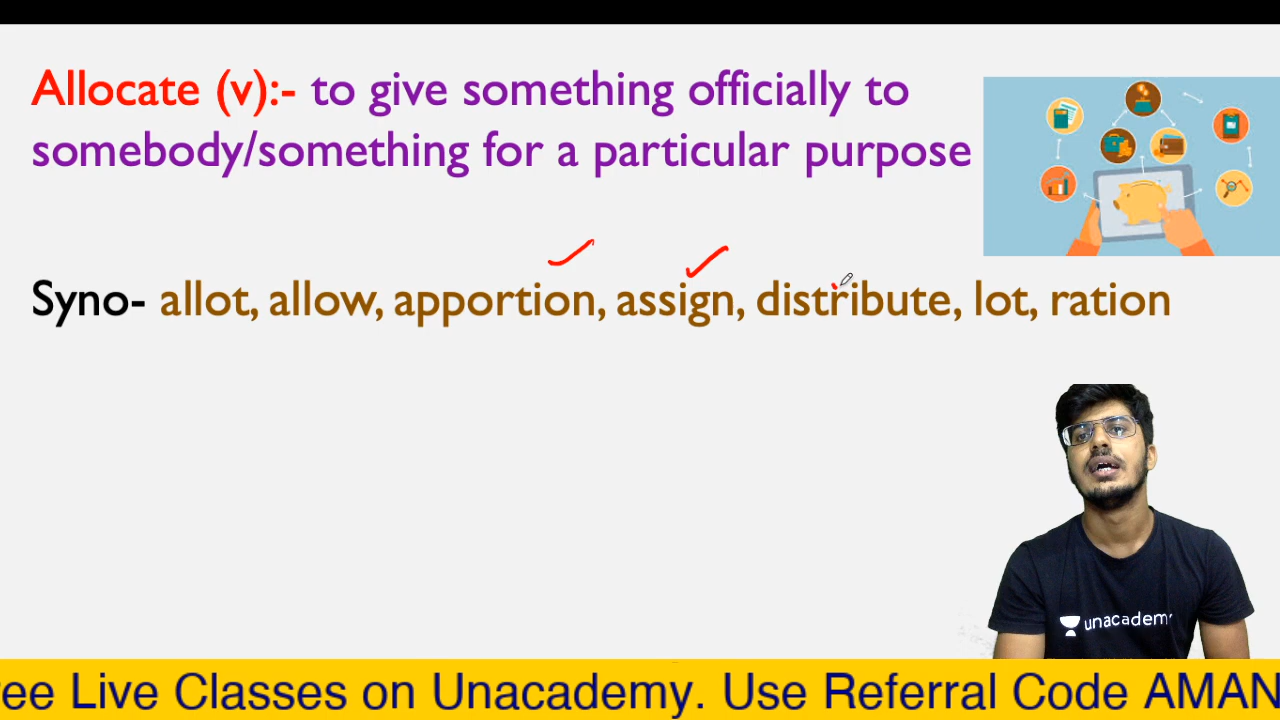 Allocate (v):- to give something officially to
somebody/something for a particular purpose
Syno- allot, allow, apportion, assign, distribute, lot, ration
unacademy
ree Live Classes on Unacademy. Use Referral Code AMAN